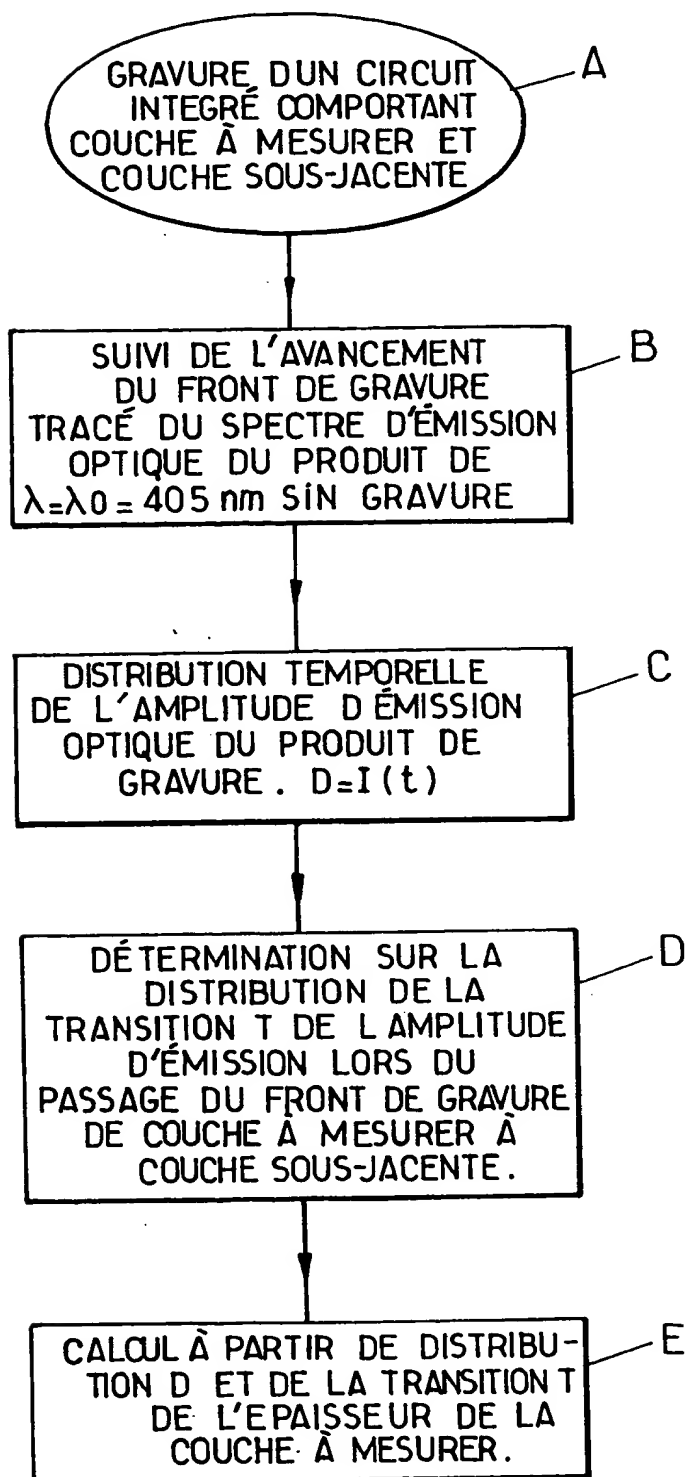 GRAVURE D'UN CIRCUIT
INTEGRÉ COMPORTANT
COUCHE À MESURER ET
COUCHE SOUS-JACENTE
A
SUIVI DE L'AVANCEMENT
DU FRONT DE GRAVURE
TRACÉ DU SPECTRE D'ÉMISSION
OPTIQUE DU PRODUIT DE
λ=λ0=405 nm SiN GRAVURE
B
DISTRIBUTION TEMPORELLE
DE L'AMPLITUDE D ÉMISSION
OPTIQUE DU PRODUIT DE
GRAVURE. D=I(t)
C
DÉTERMINATION SUR LA
DISTRIBUTION DE LA
TRANSITION T DE L AMPLITUDE
D'ÉMISSION LORS DU
PASSAGE DU FRONT DE GRAVURE
DE COUCHE À MESURER À
COUCHE SOUS-JACENTE.
D
CALCUL À PARTIR DE DISTRIBU-
TION D ET DE LA TRANSITION T
DE L'EPAISSEUR DE LA
COUCHE À MESURER.
E